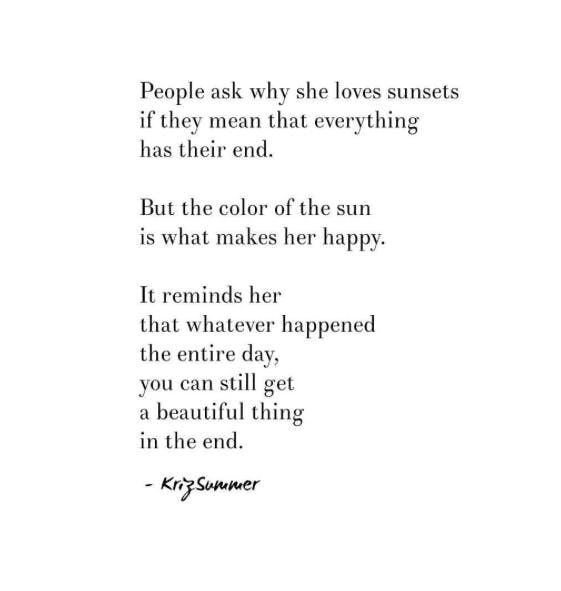 People ask why she loves sunsets
if they mean that everything
has their end.
But the color of the sun
is what makes her happy.
It reminds her
that whatever happened
the entire day,
you can still get
a beautiful thing
in the end.
- KrizSummer